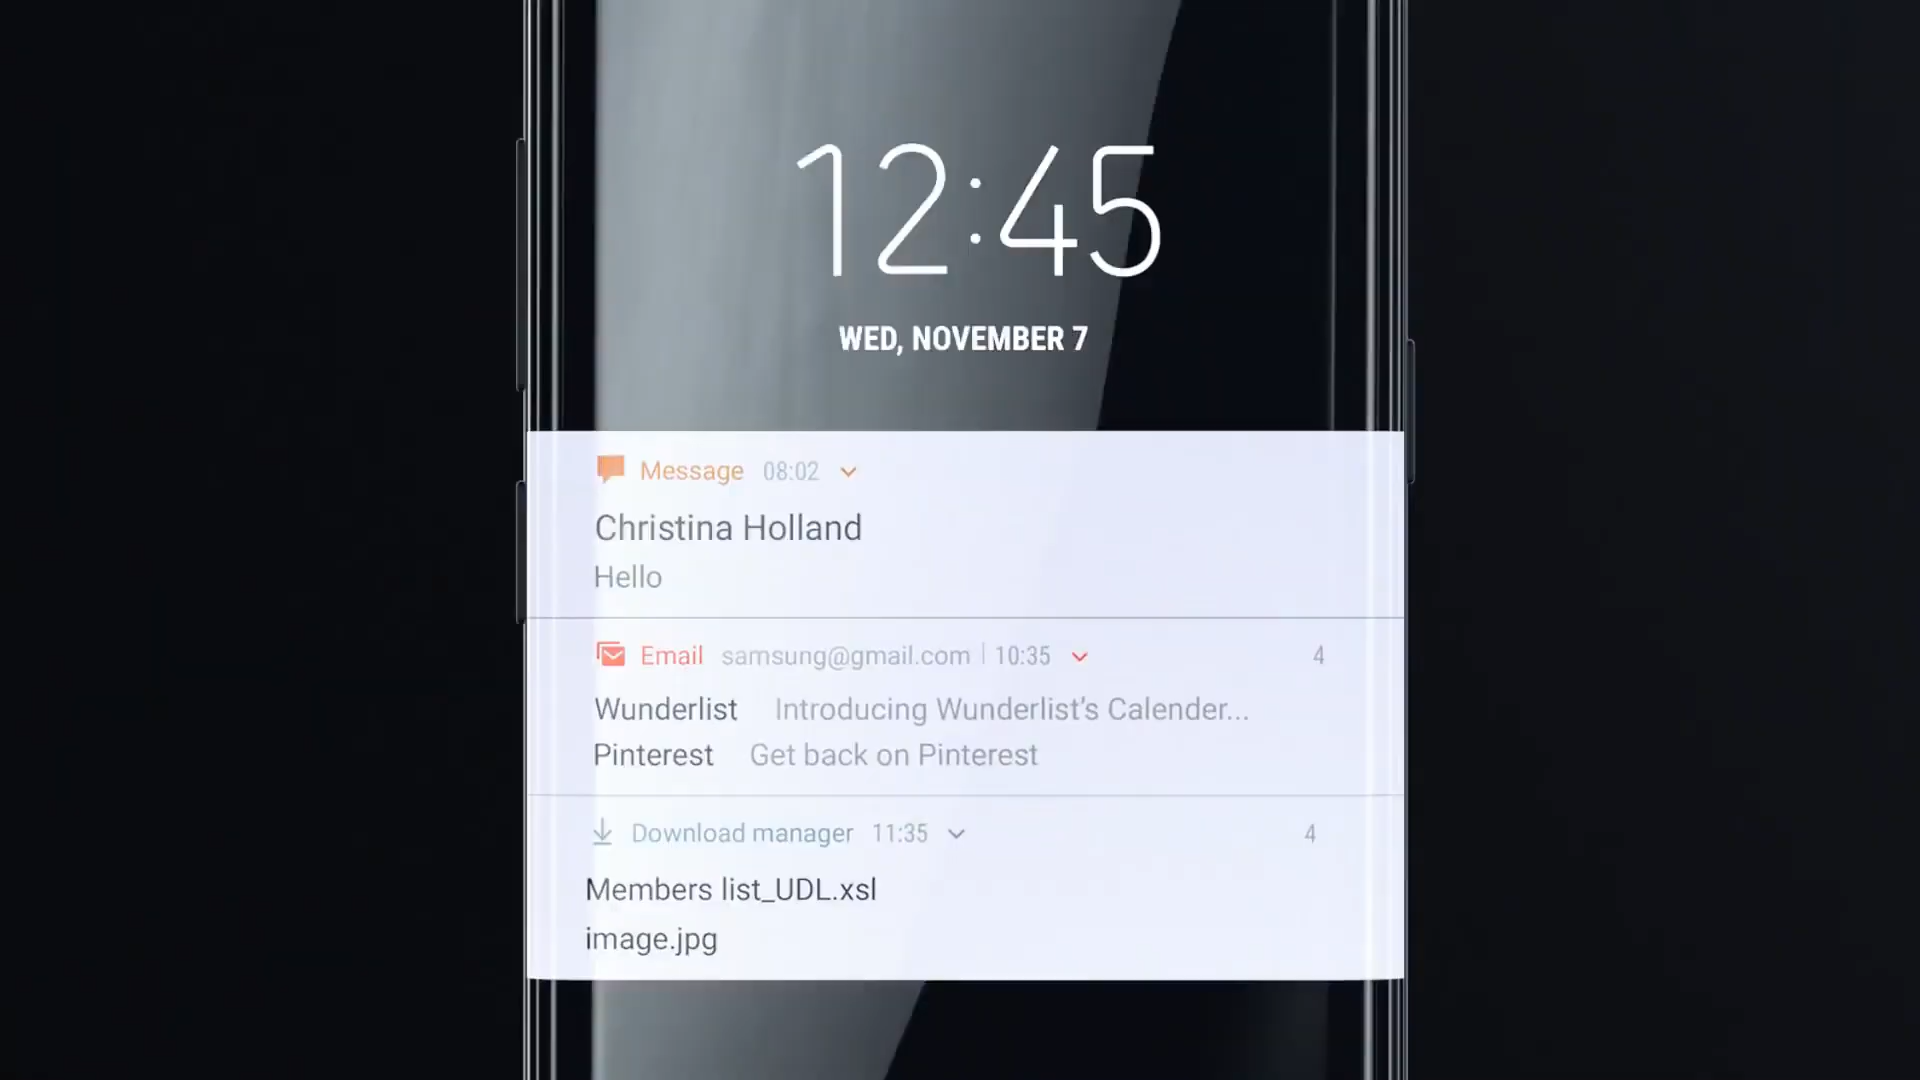 12:45
WED, NOVEMBER 7
Message 08:02
Christina Holland
Hello
Email samsung@gmail.com | 10:35 4
Wunderlist Introducing Wunderlist's Calender...
Pinterest Get back on Pinterest
Download manager 11:35 4
Members list_UDL.xsl
image.jpg